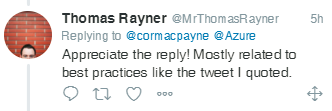 Thomas Rayner @MrThomasRayner 5h
Replying to @cormacpayne @Azure
Appreciate the reply! Mostly related to
best practices like the tweet I quoted.